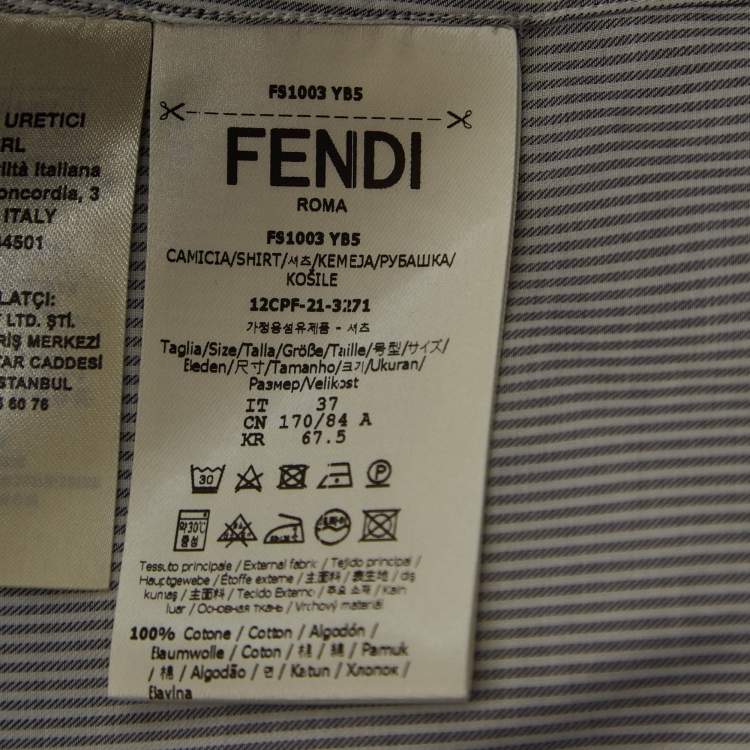 URETICI
RL
iltà Italiana
oncordia, 3
ITALY
4501
LATÇI:
LTD. ŞTİ.
RİŞ MERKEZİ
TAR CADDESİ
STANBUL
60 76
FS1003 YB5
FENDI
ROMA
FS1003 YB5
CAMICIA/SHIRT/셔츠/KEMEJA/РУБАШКА/
KOŠILE
12CPF-21-3271
가정용섬유제품 - 셔츠
Taglia/Size/Talla/Größe/Taille/号型/サイズ/
Beden/尺寸/Tamanho/크기/Ukuran/
Размер/Velikost
IT 37
CN 170/84 A
KR 67.5
30
P
약30℃
중성
Tessuto principale / External fabric / Tejido principal /
Hauptgewebe / Étoffe externe / 主面料 / 表生地 / dış
kumaş / 主面料 / Tecido Externo / 주요 소재 / Kain
luar / Основная ткань / Vrchový materiál
100% Cotone / Cotton / Algodón /
Baumwolle / Coton / 棉 / 綿 / Pamuk
/ 棉 / Algodão / 면 / Katun / Хлопок /
Bavlna